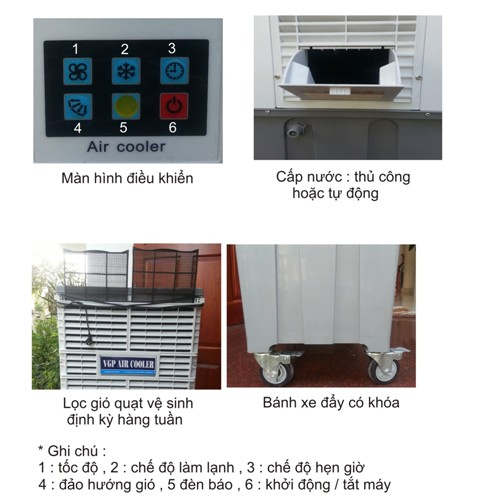 1 2 3
4 5 6
Air cooler
Màn hình điều khiển
Cấp nước : thủ công
hoặc tự động
VGP AIR COOLER
Lọc gió quạt vệ sinh
định kỳ hàng tuần
Bánh xe đẩy có khóa
* Ghi chú :
1 : tốc độ , 2 : chế độ làm lạnh , 3 : chế độ hẹn giờ
4 : đảo hướng gió , 5 đèn báo , 6 : khởi động / tắt máy